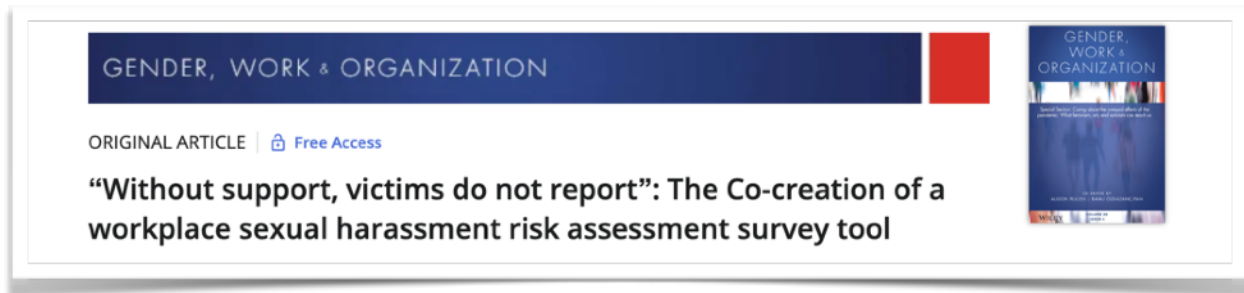 GENDER, WORK & ORGANIZATION
ORIGINAL ARTICLE Free Access
“Without support, victims do not report”: The Co-creation of a
workplace sexual harassment risk assessment survey tool
GENDER,
WORK &
ORGANIZATION
WILEY